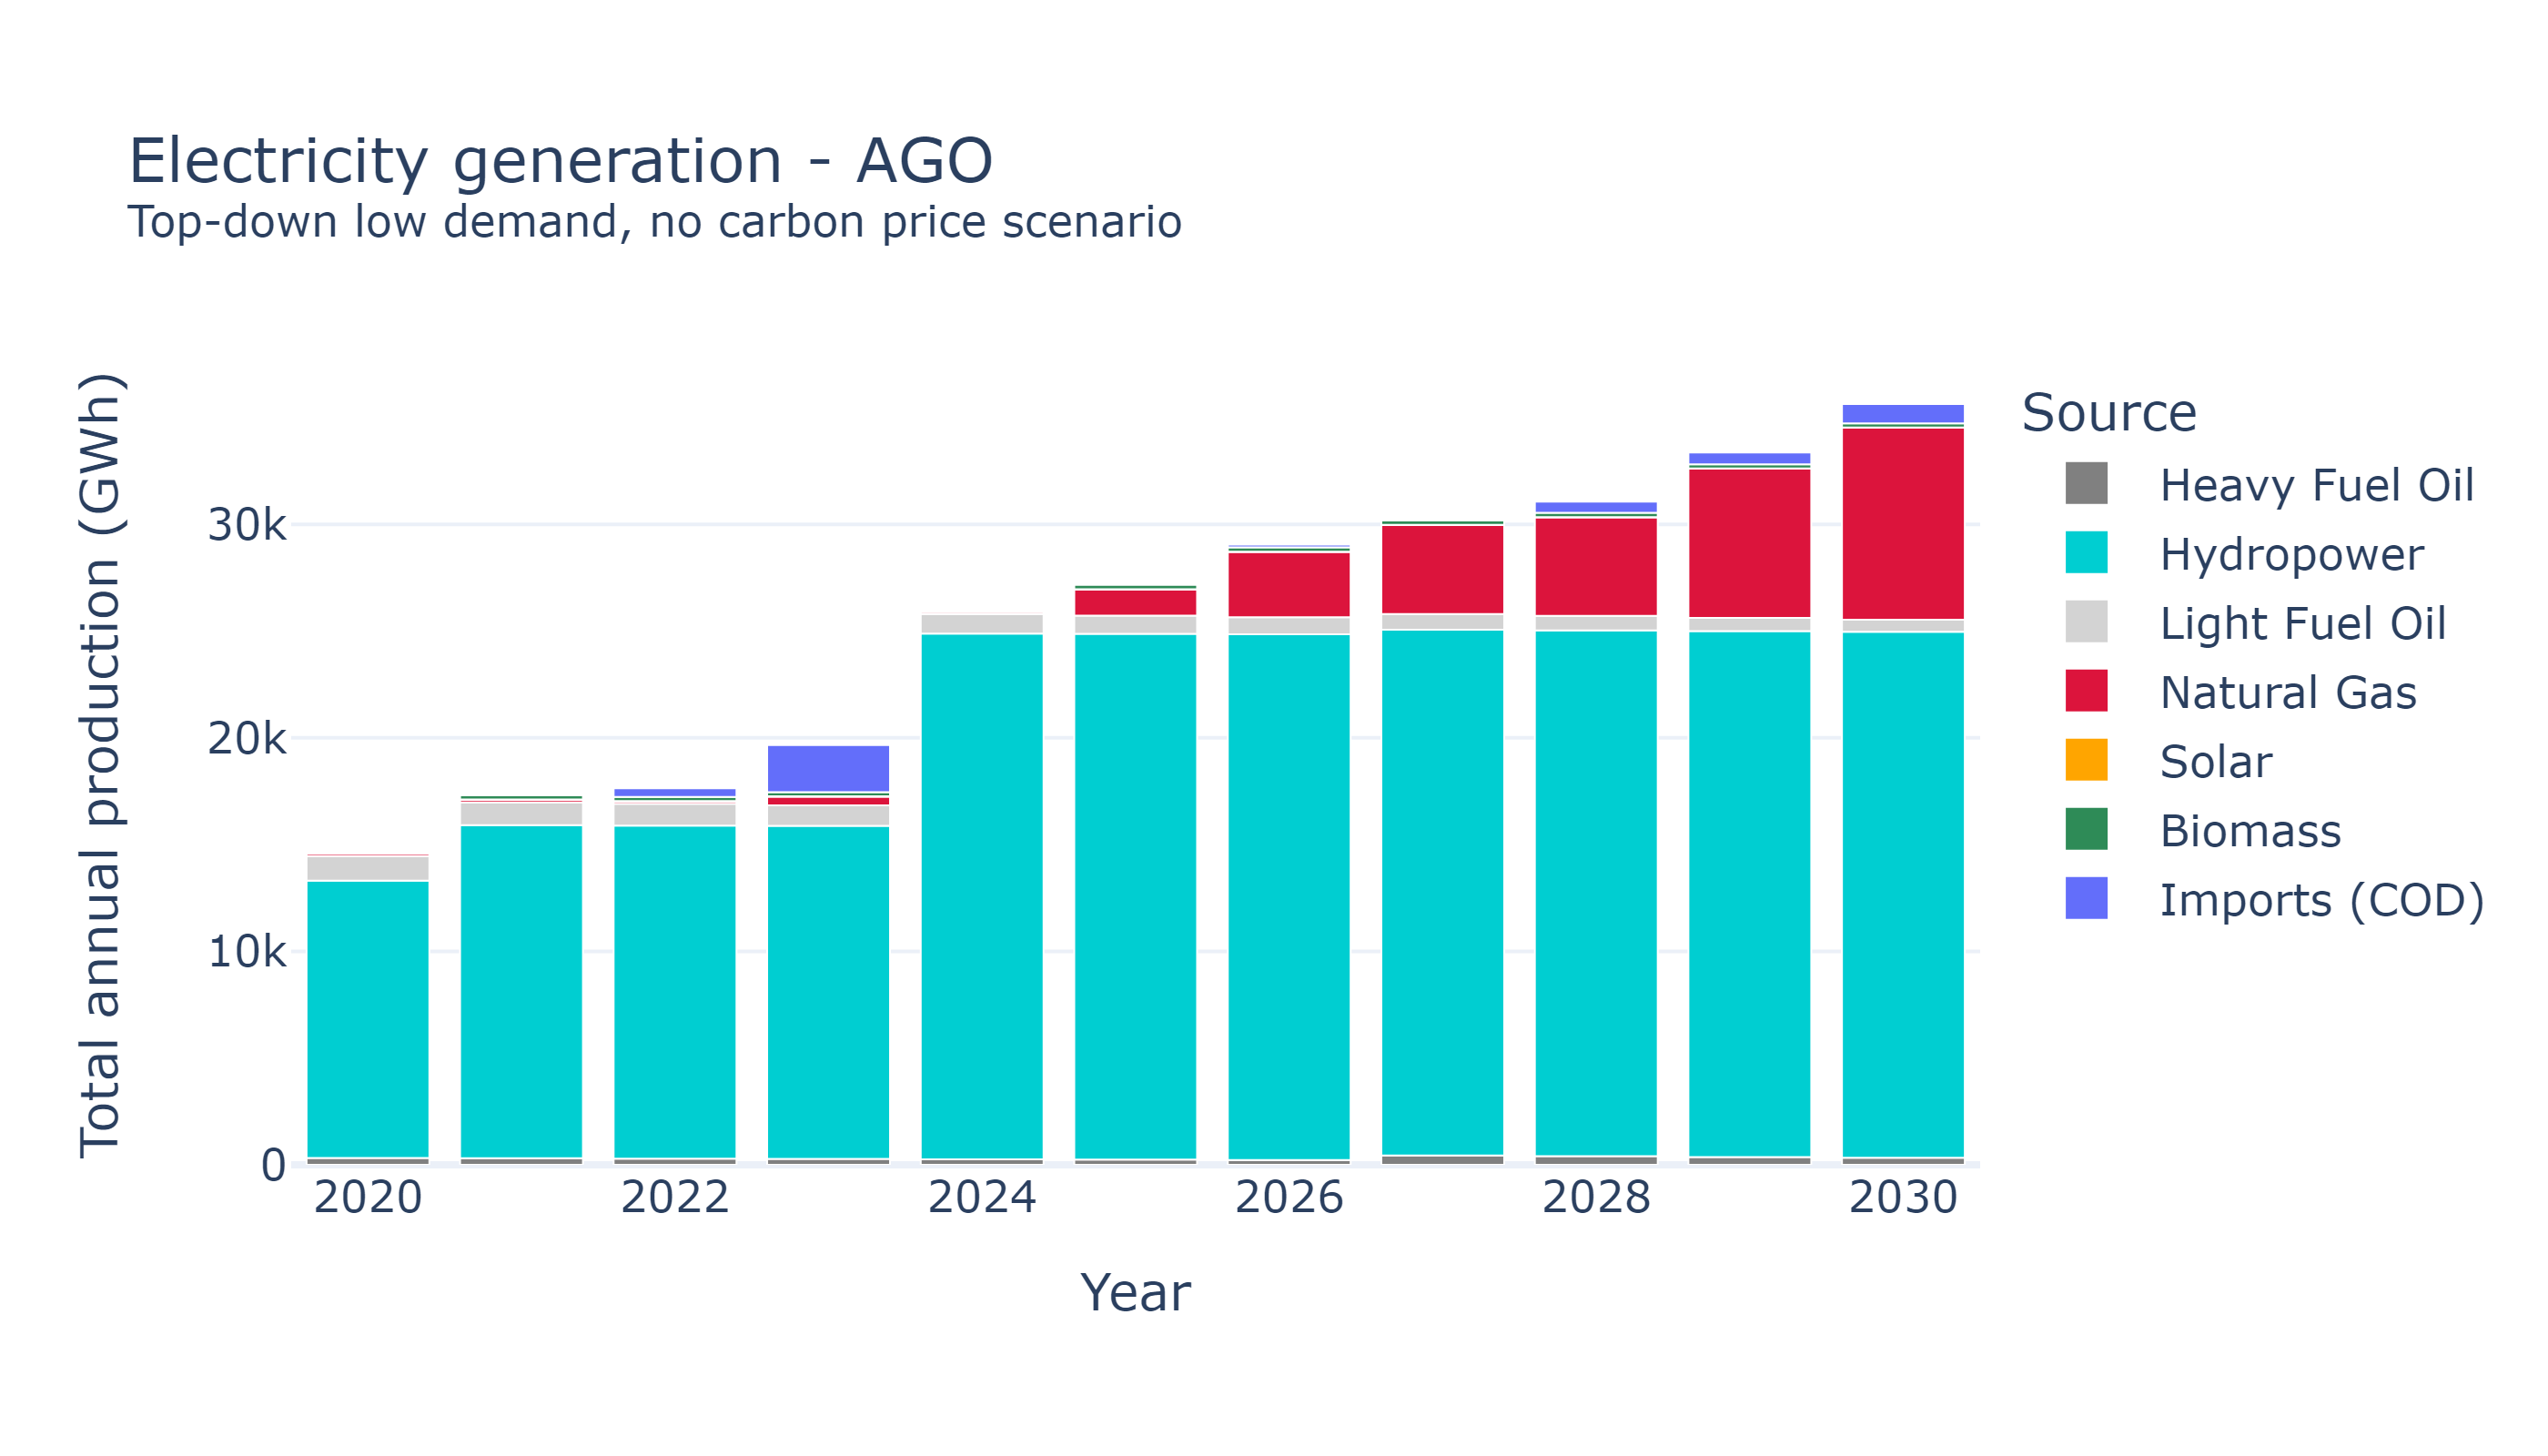 Electricity generation - AGO
Top-down low demand, no carbon price scenario
Total annual production (GWh)
30k
20k
10k
0
2020 2022 2024 2026 2028 2030
Year
Source
Heavy Fuel Oil
Hydropower
Light Fuel Oil
Natural Gas
Solar
Biomass
Imports (COD)